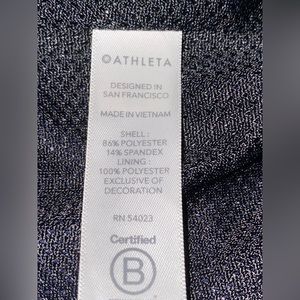 ATHLETA
DESIGNED IN
SAN FRANCISCO
MADE IN VIETNAM
SHELL :
86% POLYESTER
14% SPANDEX
LINING :
100% POLYESTER
EXCLUSIVE OF
DECORATION
RN 54023
Certified
B